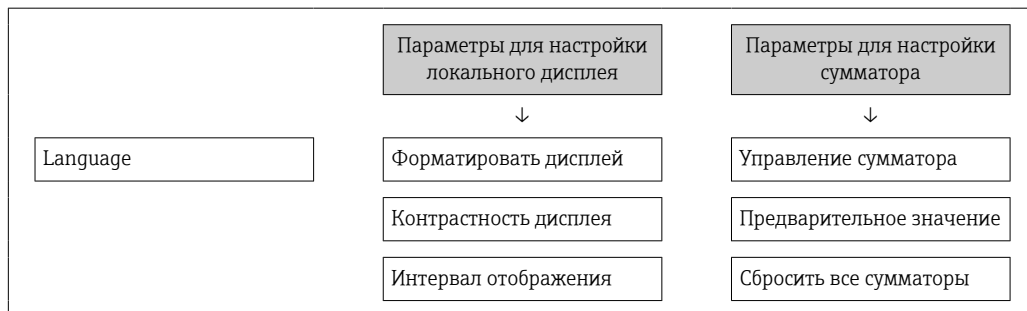 Параметры для настройки
локального дисплея
Параметры для настройки
сумматора
↓
↓
Language
Форматировать дисплей
Управление сумматора
Контрастность дисплея
Предварительное значение
Интервал отображения
Сбросить все сумматоры